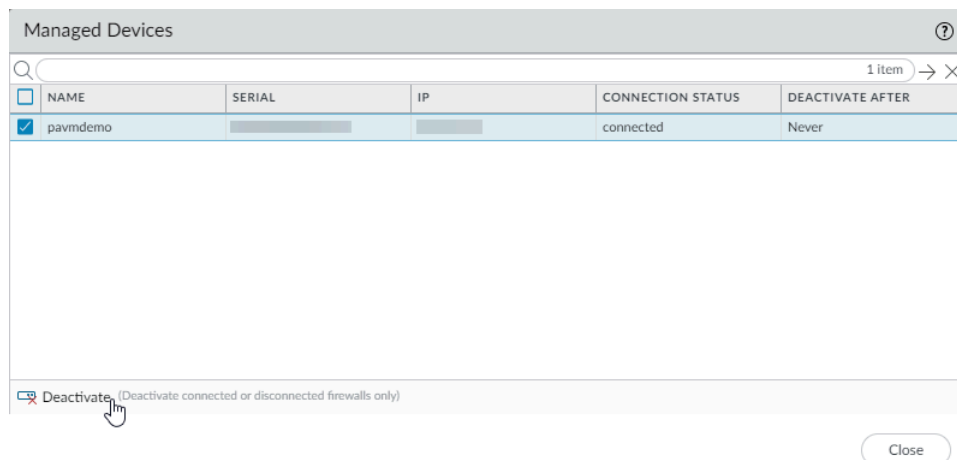 Managed Devices
1 item
NAME SERIAL IP CONNECTION STATUS DEACTIVATE AFTER
pavmdemo connected Never
Deactivate (Deactivate connected or disconnected firewalls only)
Close